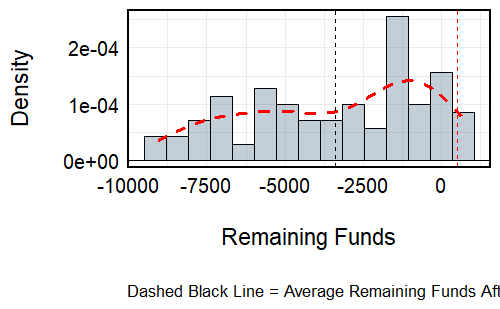 Density
2e-04
1e-04
0e+00
-10000 -7500 -5000 -2500 0
Remaining Funds
Dashed Black Line = Average Remaining Funds Aft